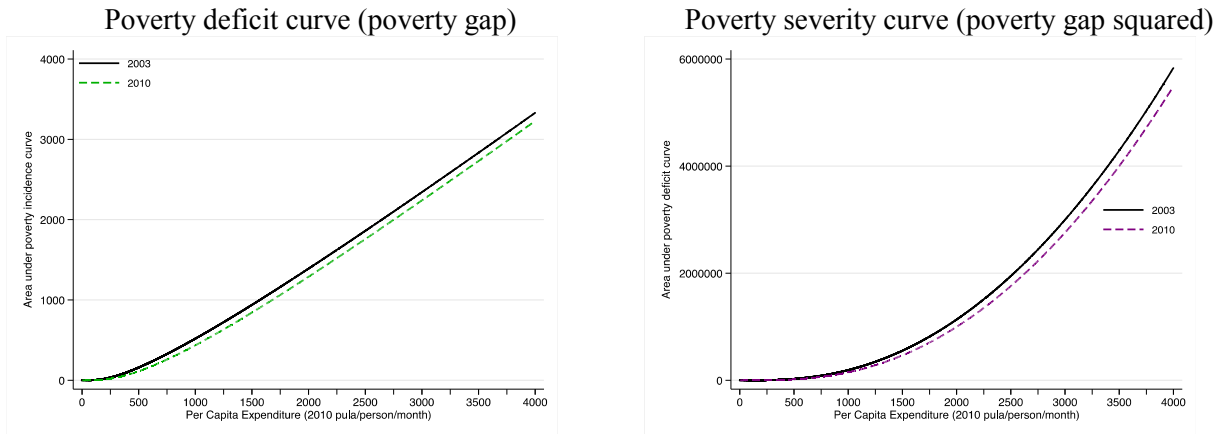 Poverty deficit curve (poverty gap)
4000
3000
2000
1000
0
Area under poverty incidence curve
2003
2010
0 500 1000 1500 2000 2500 3000 3500 4000
Per Capita Expenditure (2010 pula/person/month)
Poverty severity curve (poverty gap squared)
6000000
4000000
2000000
0
Area under poverty deficit curve
2003
2010
0 500 1000 1500 2000 2500 3000 3500 4000
Per Capita Expenditure (2010 pula/person/month)